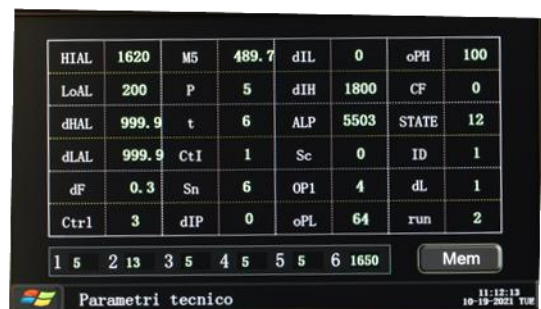 HIAL 1620 M5 489.7 dIL 0 oPH 100
LoAL 200 P 5 dIH 1800 CF 0
dHAL 999.9 t 6 ALP 5503 STATE 12
dLAL 999.9 CtI 1 Sc 0 ID 1
dF 0.3 Sn 6 OP1 4 dL 1
Ctrl 3 dIP 0 oPL 64 run 2
1 5 2 13 3 5 4 5 5 5 6 1650 Mem
Parametri tecnico 11:12:13
10-19-2021 TUE